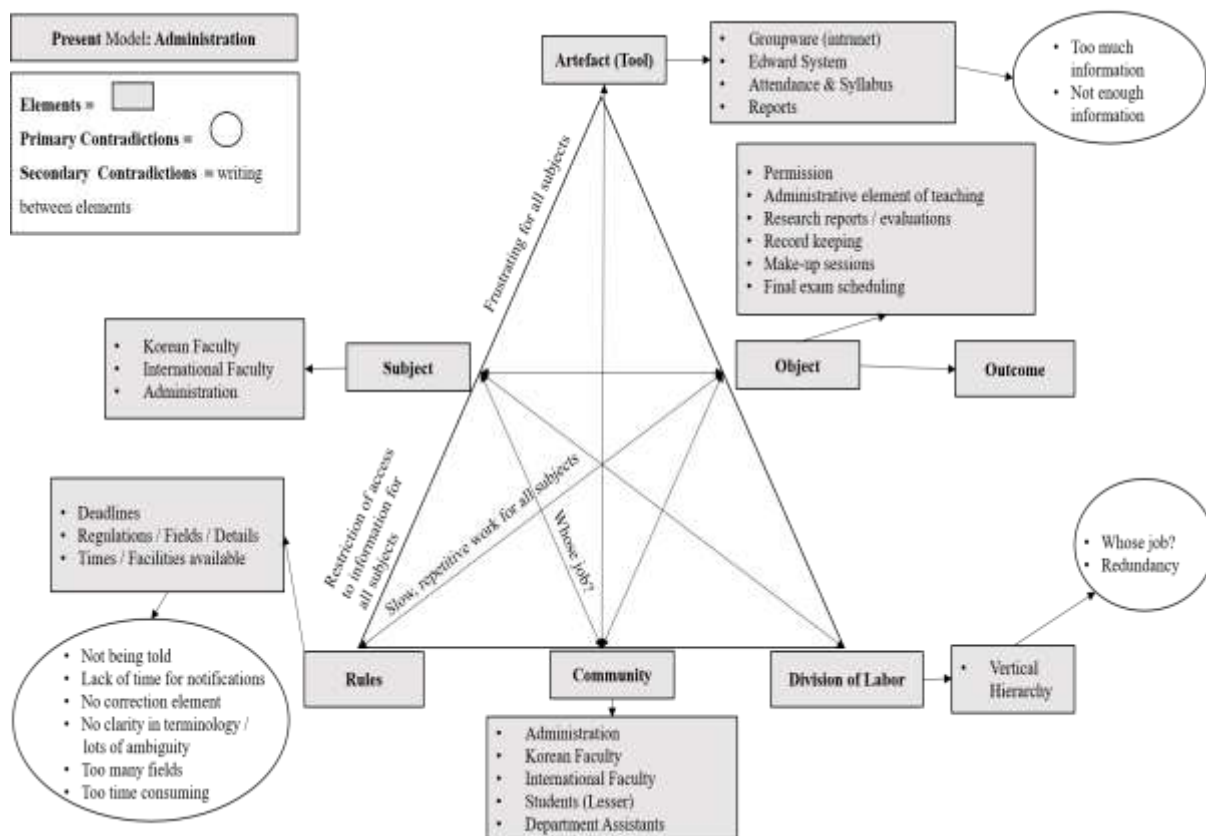 Present Model: Administration
Elements =
Primary Contradictions =
Secondary Contradictions = writing
between elements
Artefact (Tool)
• Groupware (intranet)
• Edward System
• Attendance & Syllabus
• Reports
• Too much
information
• Not enough
information
• Permission
• Administrative element of teaching
• Research reports / evaluations
• Record keeping
• Make-up sessions
• Final exam scheduling
Frustrating for all subjects
• Korean Faculty
• International Faculty
• Administration
Subject
Object
Outcome
• Deadlines
• Regulations / Fields / Details
• Times / Facilities available
Restriction of access
to information for
all subjects
Slow, repetitive work for all subjects
Whose job?
• Whose job?
• Redundancy
• Not being told
• Lack of time for notifications
• No correction element
• No clarity in terminology /
lots of ambiguity
• Too many fields
• Too time consuming
Rules
Community
Division of Labor
• Vertical
Hierarchy
• Administration
• Korean Faculty
• International Faculty
• Students (Lesser)
• Department Assistants